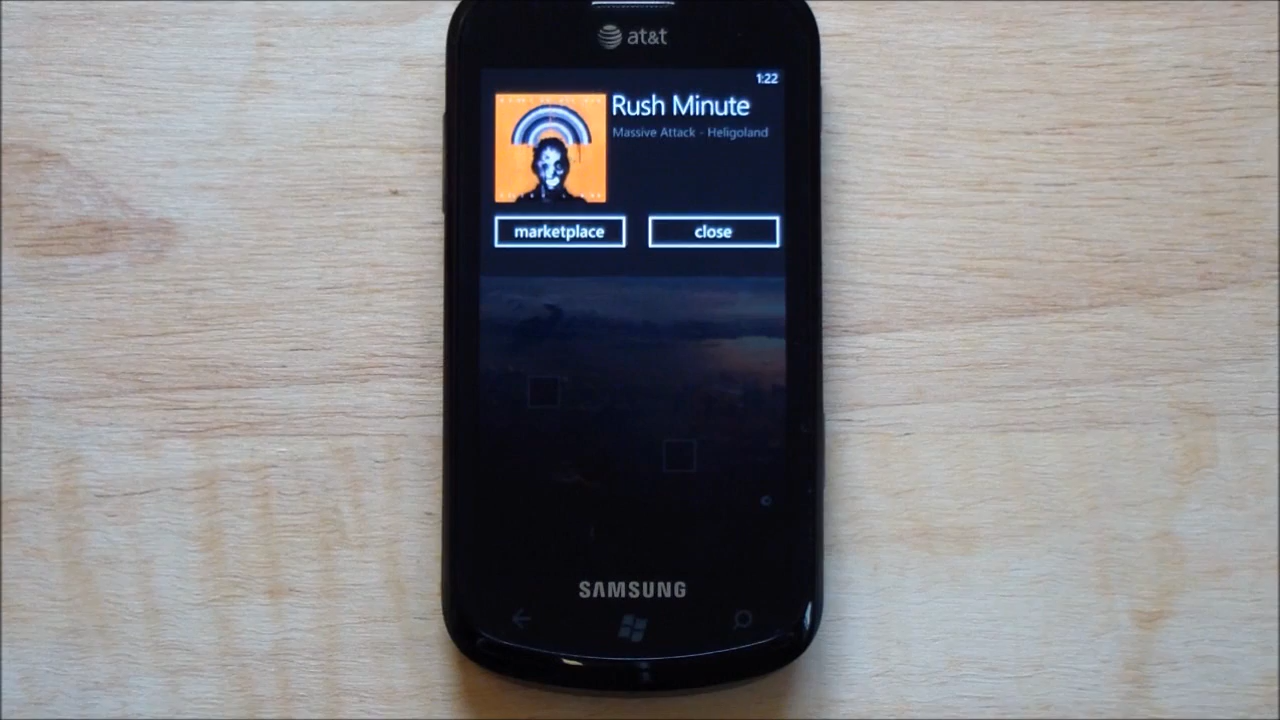 at&t
1:22
Rush Minute
Massive Attack - Heligoland
marketplace
close
SAMSUNG